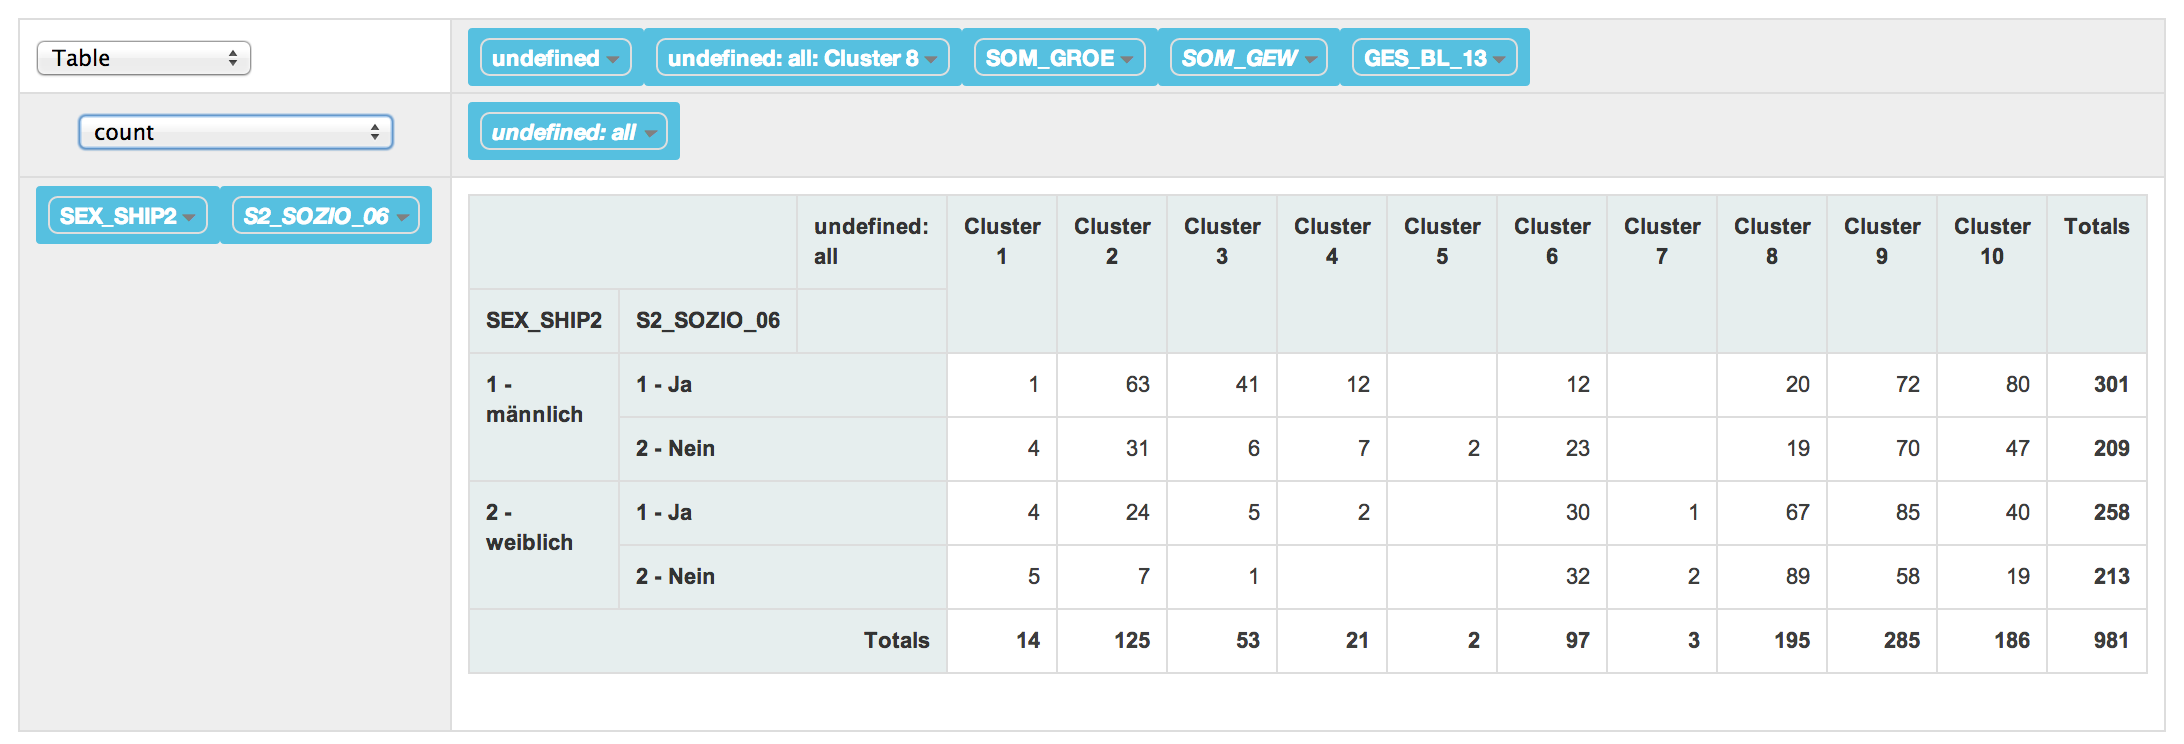 Table
undefined undefined: all: Cluster 8 SOM_GROE SOM_GEW GES_BL_13
count
undefined: all
SEX_SHIP2 S2_SOZIO_06
undefined: all Cluster 1 Cluster 2 Cluster 3 Cluster 4 Cluster 5 Cluster 6 Cluster 7 Cluster 8 Cluster 9 Cluster 10 Totals
SEX_SHIP2 S2_SOZIO_06
1 - männlich 1 - Ja 1 63 41 12 12 20 72 80 301
2 - Nein 4 31 6 7 2 23 19 70 47 209
2 - weiblich 1 - Ja 4 24 5 2 30 1 67 85 40 258
2 - Nein 5 7 1 32 2 89 58 19 213
Totals 14 125 53 21 2 97 3 195 285 186 981